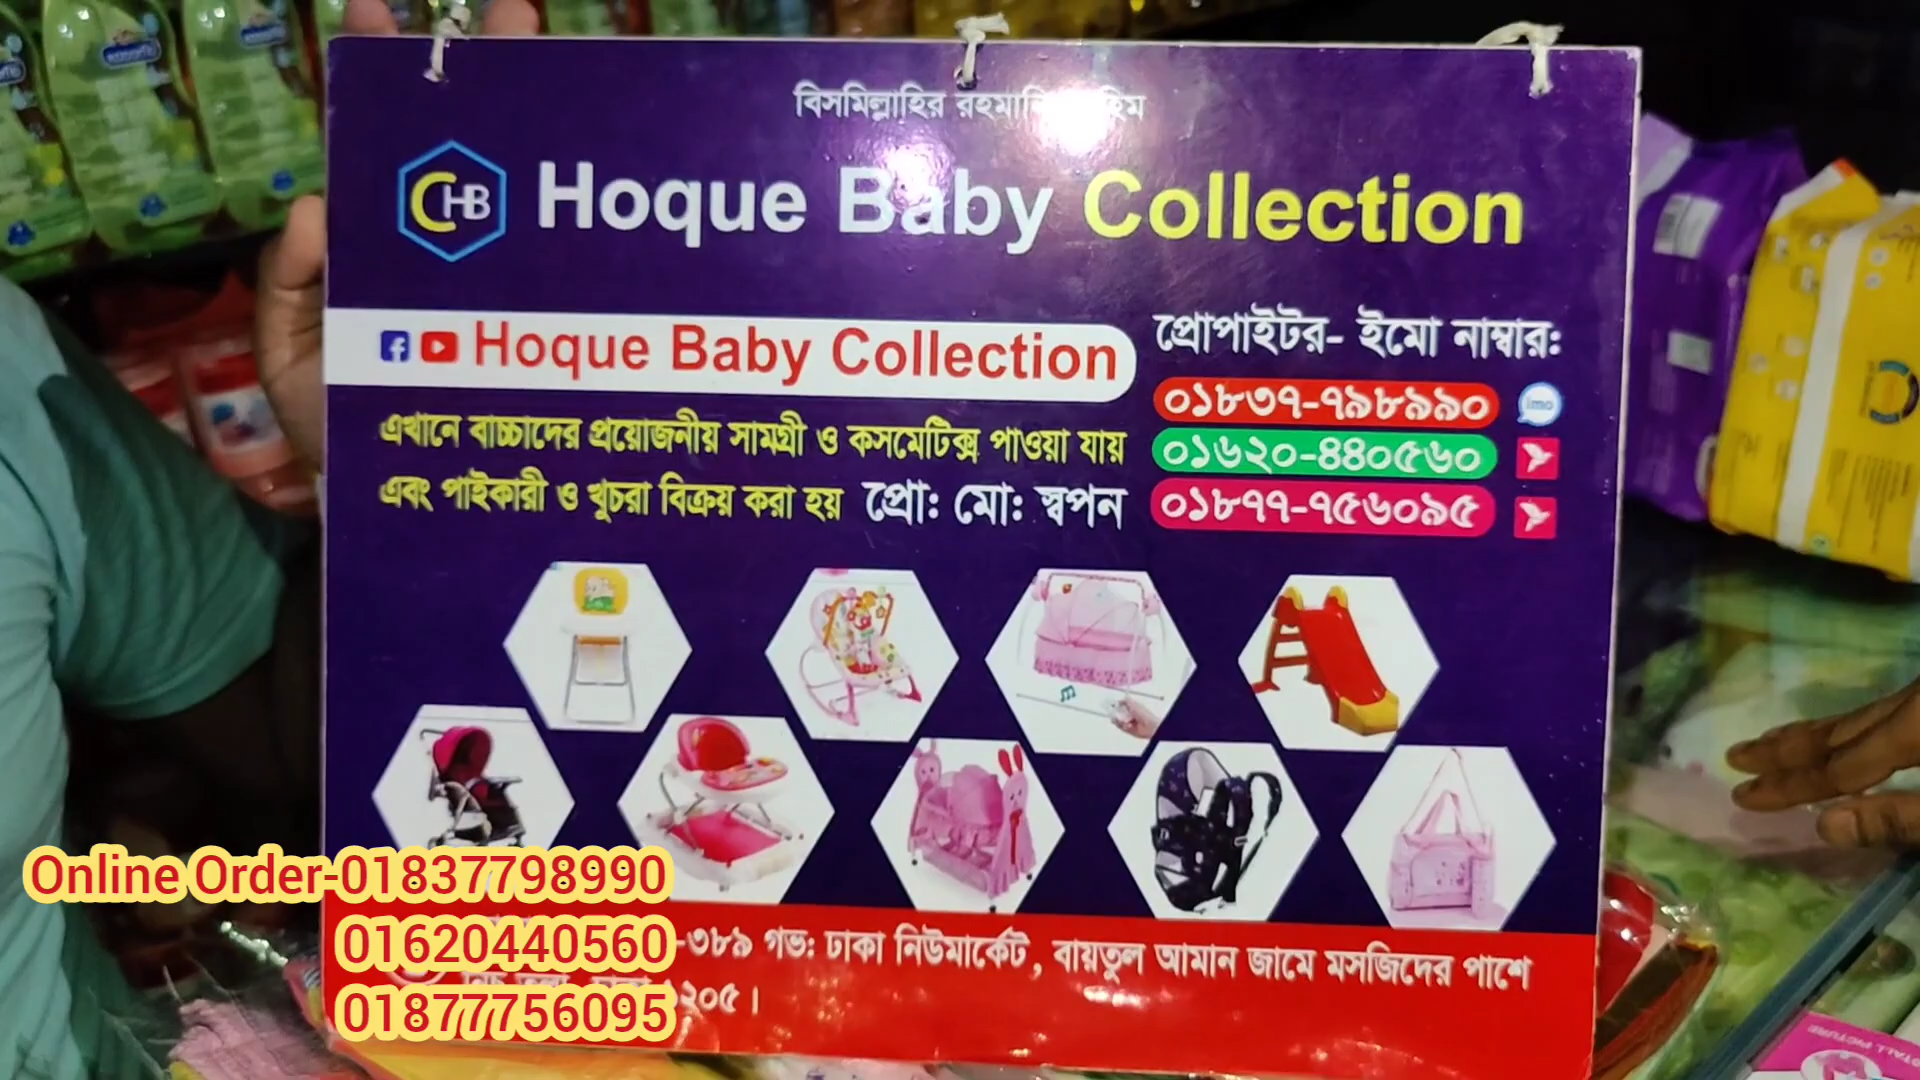 বিসমিল্লাহির
CHB
Hoque Baby Collection
Hoque Baby Collection
প্রোপাইটর- ইমো নাম্বার:
০১৮৩৭-৭৯৮৯৯০
imo
০১৬২০-৪৪০৫৬০
০১৮৭৭-৭৫৬০৯৫
এখানে বাচ্চাদের প্রয়োজনীয় সামগ্রী ও কসমেটিক্স পাওয়া যায়
এবং পাইকারী ও খুচরা বিক্রয় করা হয় প্রো: মো: স্বপন
Online Order-01837798990
01620440560
01877756095
-৩৮৯ গভ: ঢাকা নিউমার্কেট, বায়তুল আমান জামে মসজিদের পাশে
২০৫।